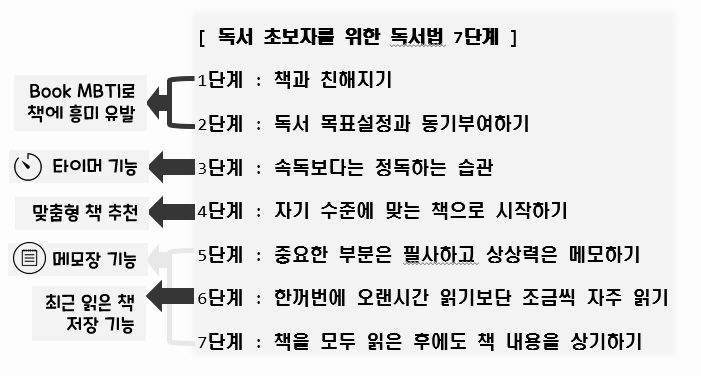 [ 독서 초보자를 위한 독서법 7단계 ]
Book MBTI로
책에 흥미 유발
1단계 : 책과 친해지기
2단계 : 독서 목표설정과 동기부여하기
타이머 기능
3단계 : 속독보다는 정독하는 습관
맞춤형 책 추천
4단계 : 자기 수준에 맞는 책으로 시작하기
메모장 기능
5단계 : 중요한 부분은 필사하고 상상력은 메모하기
최근 읽은 책
저장 기능
6단계 : 한꺼번에 오랜시간 읽기보단 조금씩 자주 읽기
7단계 : 책을 모두 읽은 후에도 책 내용을 상기하기